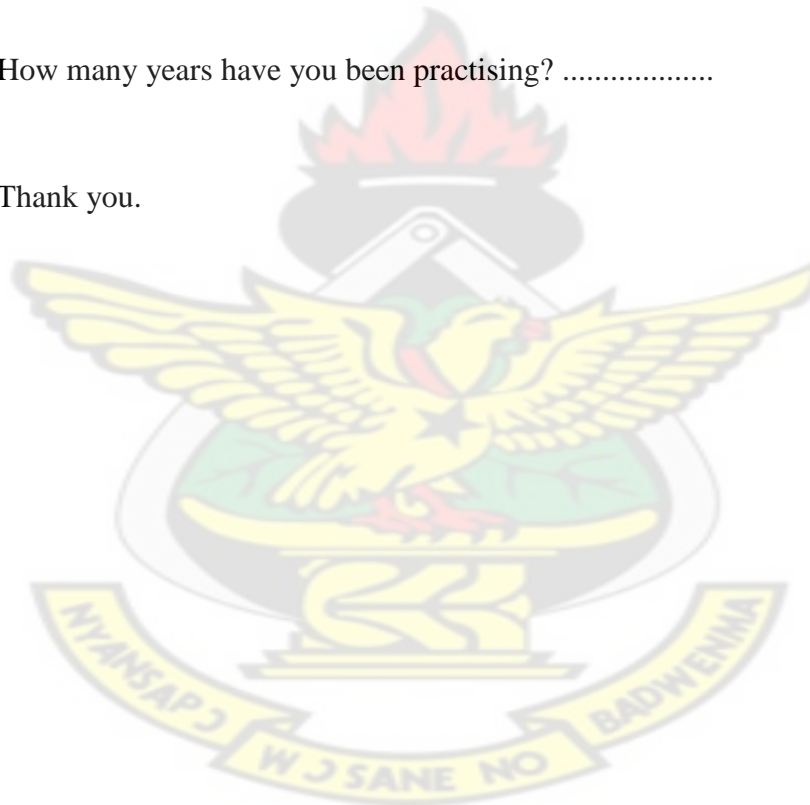 How many years have you been practising? ...................
Thank you.
NYANSAPƆ WƆSANE NO BADWENMA